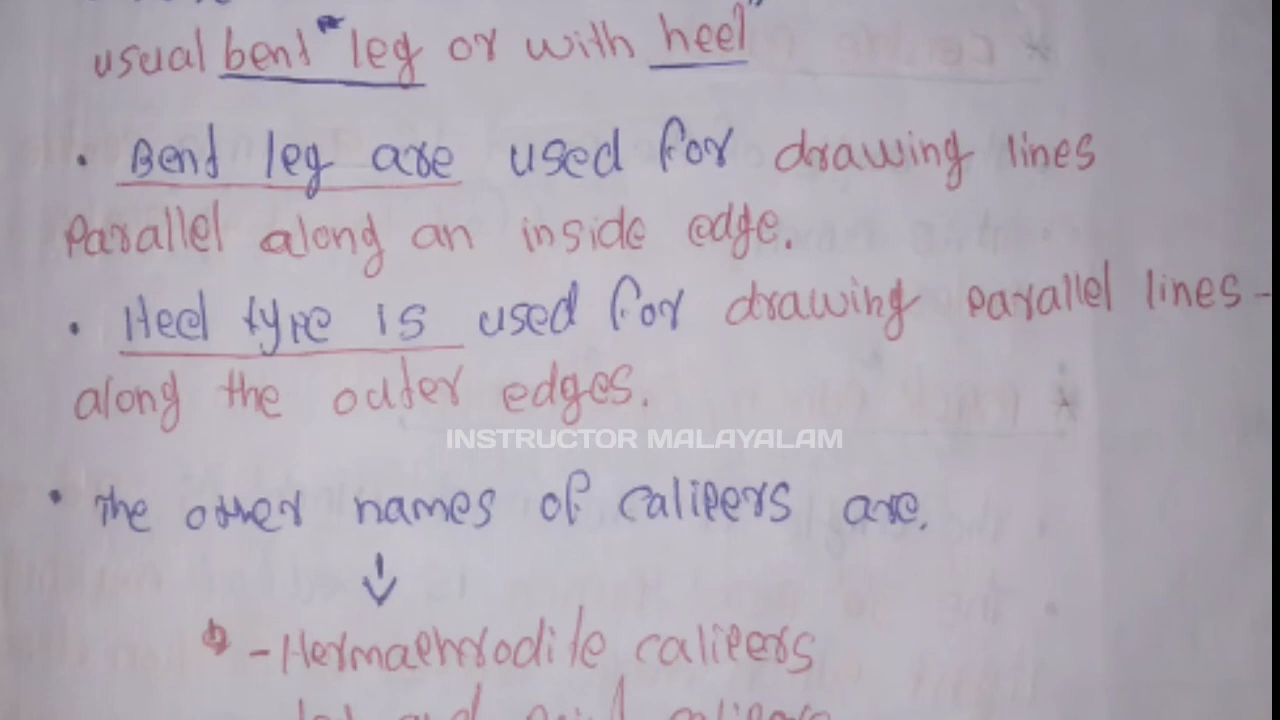 usual bent leg or with heel"
• Bend leg are used for drawing lines
Parallel along an inside edge.
• Heel type is used for drawing parallel lines -
along the outer edges.
INSTRUCTOR MALAYALAM
• The other names of calipers are.
↓
- Hermaphrodite calipers